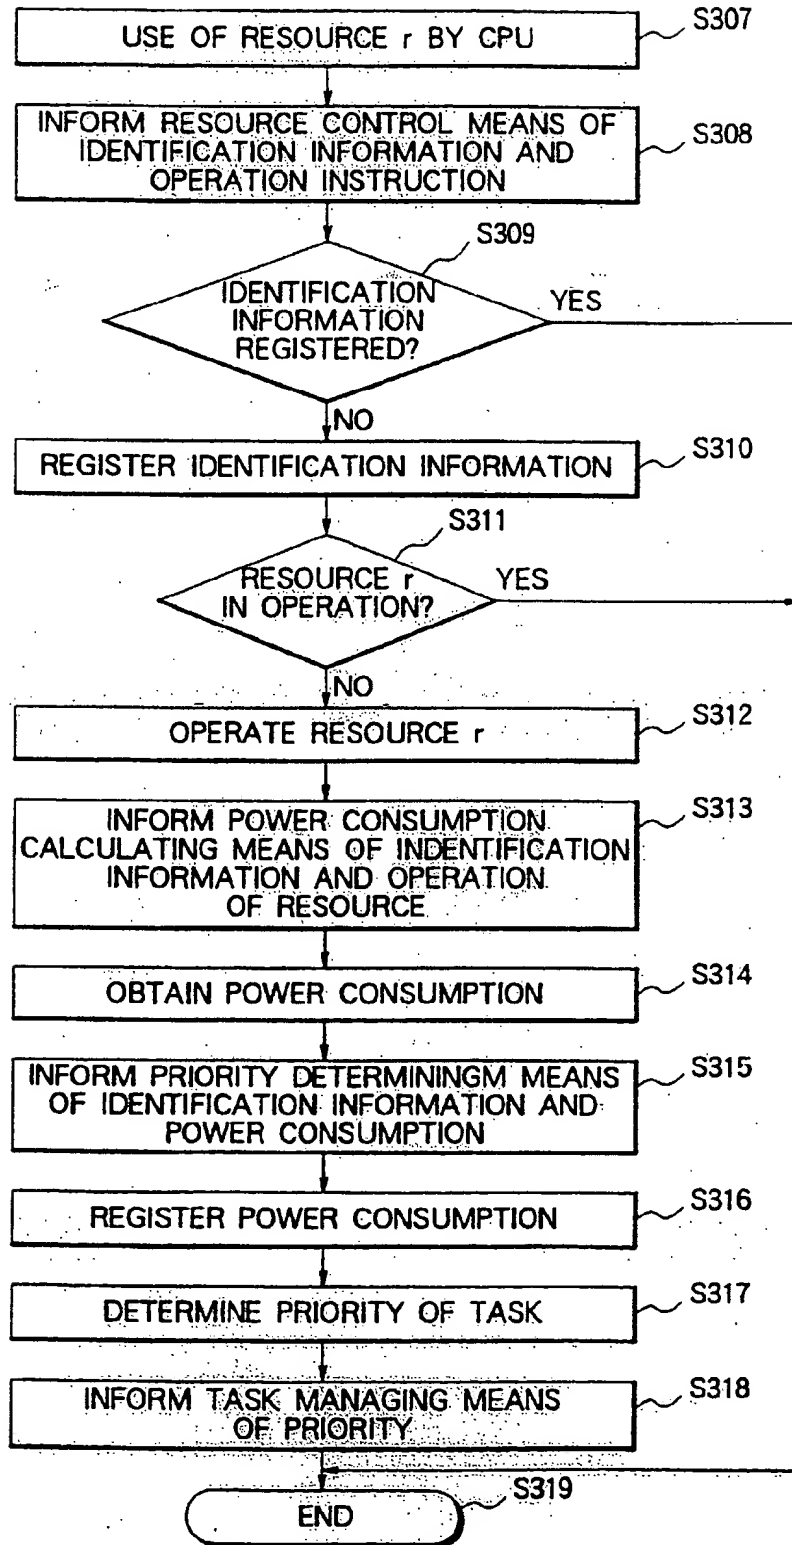 USE OF RESOURCE r BY CPU
S307
INFORM RESOURCE CONTROL MEANS OF
IDENTIFICATION INFORMATION AND
OPERATION INSTRUCTION
S308
S309
IDENTIFICATION
INFORMATION
REGISTERED?
YES
NO
REGISTER IDENTIFICATION INFORMATION
S310
S311
RESOURCE r
IN OPERATION?
YES
NO
OPERATE RESOURCE r
S312
INFORM POWER CONSUMPTION
CALCULATING MEANS OF INDENTIFICATION
INFORMATION AND OPERATION
OF RESOURCE
S313
OBTAIN POWER CONSUMPTION
S314
INFORM PRIORITY DETERMININGM MEANS
OF IDENTIFICATION INFORMATION AND
POWER CONSUMPTION
S315
REGISTER POWER CONSUMPTION
S316
DETERMINE PRIORITY OF TASK
S317
INFORM TASK MANAGING MEANS
OF PRIORITY
S318
END
S319